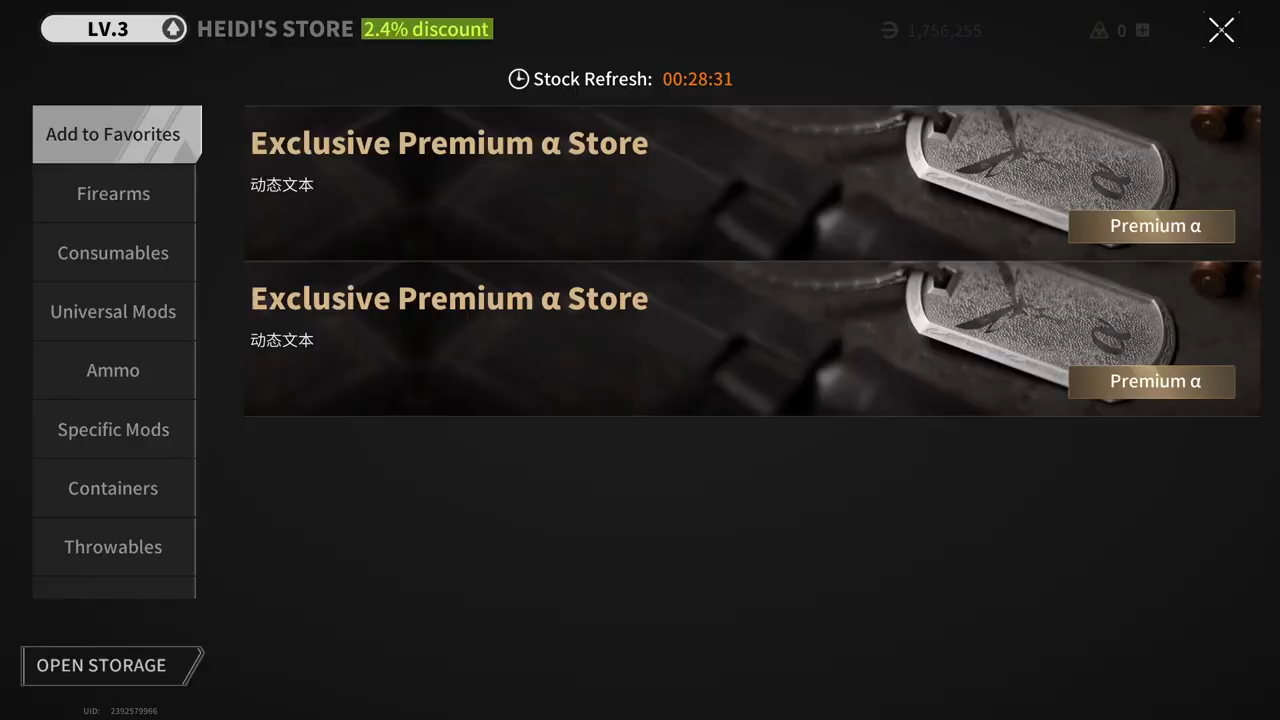 LV.3 HEIDI'S STORE 2.4% discount 1,756,255 0
Stock Refresh: 00:28:31
Add to Favorites
Firearms
Consumables
Universal Mods
Ammo
Specific Mods
Containers
Throwables
Exclusive Premium α Store
动态文本
α
Premium α
Exclusive Premium α Store
动态文本
α
Premium α
OPEN STORAGE
UID: 2392579966